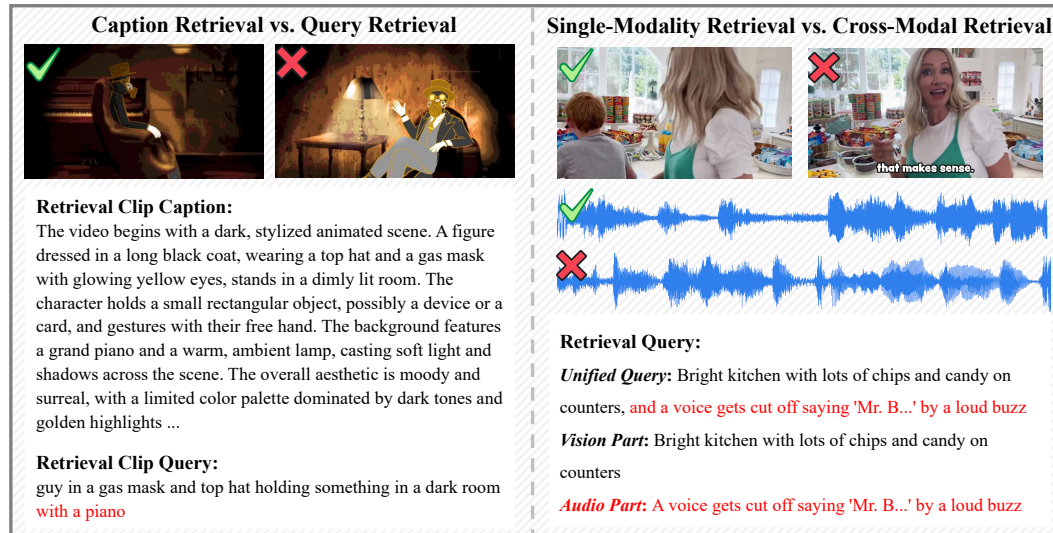 Caption Retrieval vs. Query Retrieval
Retrieval Clip Caption:
The video begins with a dark, stylized animated scene. A figure
dressed in a long black coat, wearing a top hat and a gas mask
with glowing yellow eyes, stands in a dimly lit room. The
character holds a small rectangular object, possibly a device or a
card, and gestures with their free hand. The background features
a grand piano and a warm, ambient lamp, casting soft light and
shadows across the scene. The overall aesthetic is moody and
surreal, with a limited color palette dominated by dark tones and
golden highlights ...
Retrieval Clip Query:
guy in a gas mask and top hat holding something in a dark room
with a piano
Single-Modality Retrieval vs. Cross-Modal Retrieval
that makes sense.
Retrieval Query:
Unified Query: Bright kitchen with lots of chips and candy on
counters, and a voice gets cut off saying 'Mr. B...' by a loud buzz
Vision Part: Bright kitchen with lots of chips and candy on
counters
Audio Part: A voice gets cut off saying 'Mr. B...' by a loud buzz